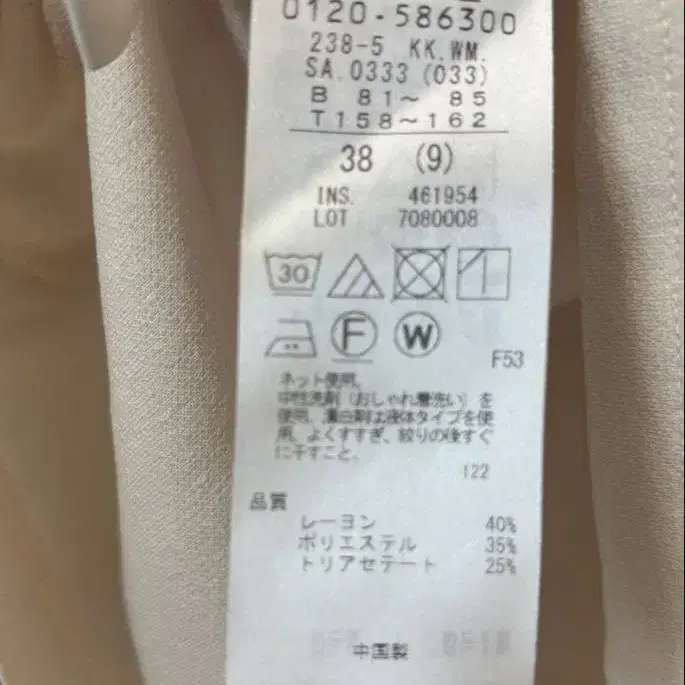 0120-586300
238-5 KK.WM.
SA.0333 (033)
B 81～ 85
T158～162
38 (9)
INS. 461954
LOT 7080008
30
F W
F53
ネット使用。
中性洗剤（おしゃれ着洗い）を
使用。漂白剤は液体タイプを使
用。よくすすぎ、絞りの後すぐ
に干すこと。
122
品質
レーヨン 40%
ポリエステル 35%
トリアセテート 25%
中国製